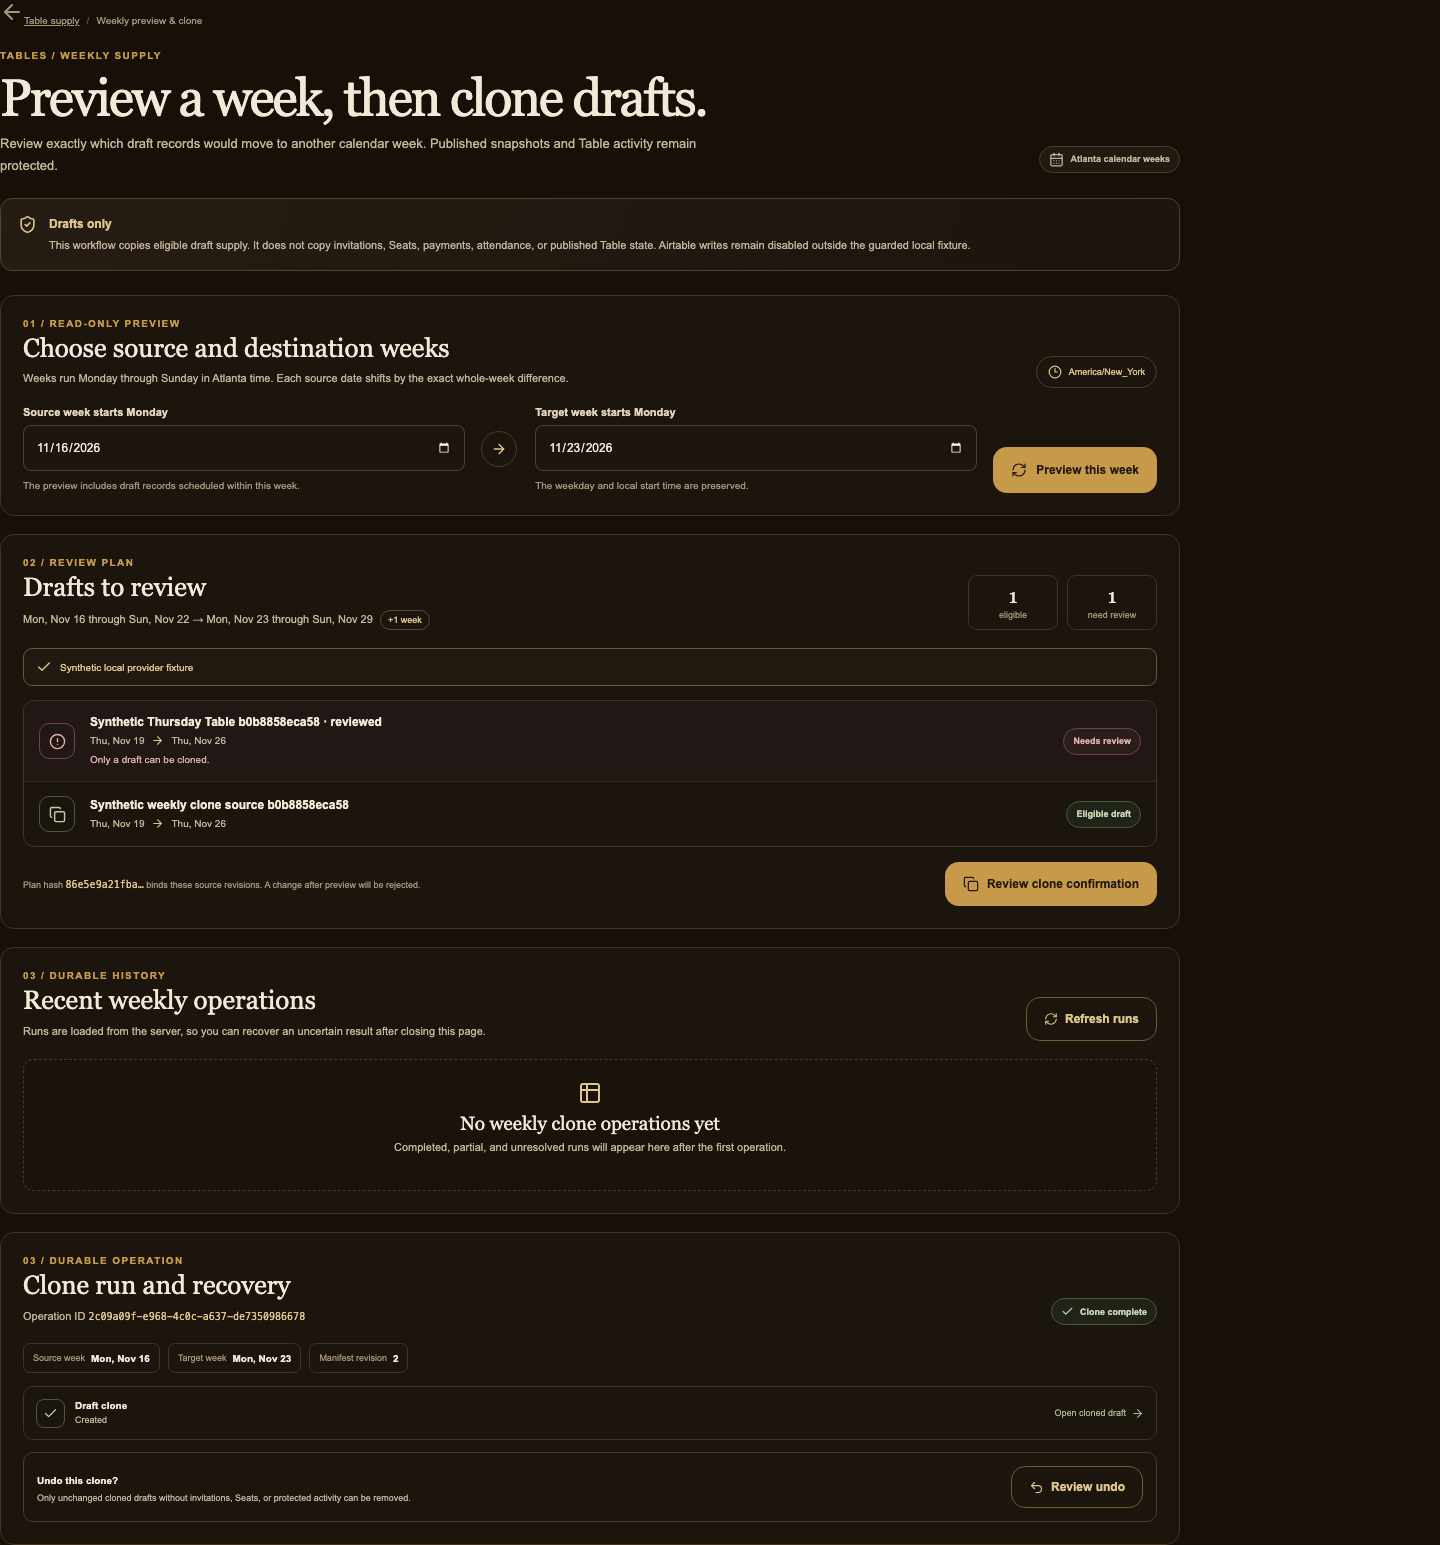 Table supply / Weekly preview & clone
TABLES / WEEKLY SUPPLY
Preview a week, then clone drafts.
Review exactly which draft records would move to another calendar week. Published snapshots and Table activity remain
protected.
Atlanta calendar weeks
Drafts only
This workflow copies eligible draft supply. It does not copy invitations, Seats, payments, attendance, or published Table state. Airtable writes remain disabled outside the guarded local fixture.
01 / READ-ONLY PREVIEW
Choose source and destination weeks
Weeks run Monday through Sunday in Atlanta time. Each source date shifts by the exact whole-week difference.
America/New_York
Source week starts Monday
11/16/2026
The preview includes draft records scheduled within this week.
Target week starts Monday
11/23/2026
The weekday and local start time are preserved.
Preview this week
02 / REVIEW PLAN
Drafts to review
Mon, Nov 16 through Sun, Nov 22 → Mon, Nov 23 through Sun, Nov 29 +1 week
1
eligible
1
need review
Synthetic local provider fixture
Synthetic Thursday Table b0b8858eca58 · reviewed
Thu, Nov 19 → Thu, Nov 26
Only a draft can be cloned.
Needs review
Synthetic weekly clone source b0b8858eca58
Thu, Nov 19 → Thu, Nov 26
Eligible draft
Plan hash 86e5e9a21fba… binds these source revisions. A change after preview will be rejected.
Review clone confirmation
03 / DURABLE HISTORY
Recent weekly operations
Runs are loaded from the server, so you can recover an uncertain result after closing this page.
Refresh runs
No weekly clone operations yet
Completed, partial, and unresolved runs will appear here after the first operation.
03 / DURABLE OPERATION
Clone run and recovery
Operation ID 2c09a09f-e968-4c0c-a637-de7350986678
Clone complete
Source week Mon, Nov 16
Target week Mon, Nov 23
Manifest revision 2
Draft clone
Created
Open cloned draft →
Undo this clone?
Only unchanged cloned drafts without invitations, Seats, or protected activity can be removed.
Review undo